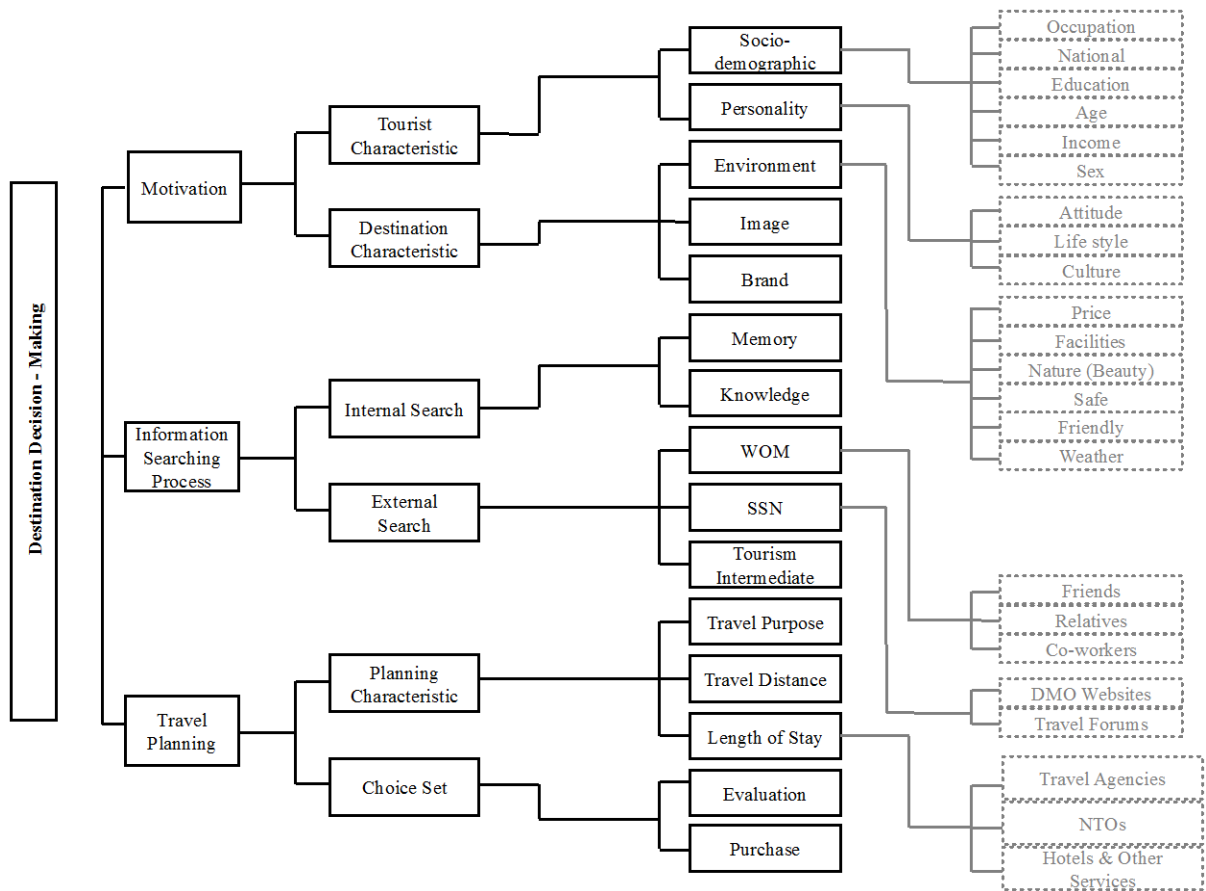 Destination Decision - Making
Motivation
Information
Searching
Process
Travel
Planning
Tourist
Characteristic
Destination
Characteristic
Internal Search
External
Search
Planning
Characteristic
Choice Set
Socio-
demographic
Personality
Environment
Image
Brand
Memory
Knowledge
WOM
SSN
Tourism
Intermediate
Travel Purpose
Travel Distance
Length of Stay
Evaluation
Purchase
Occupation
National
Education
Age
Income
Sex
Attitude
Life style
Culture
Price
Facilities
Nature (Beauty)
Safe
Friendly
Weather
Friends
Relatives
Co-workers
DMO Websites
Travel Forums
Travel Agencies
NTOs
Hotels & Other
Services